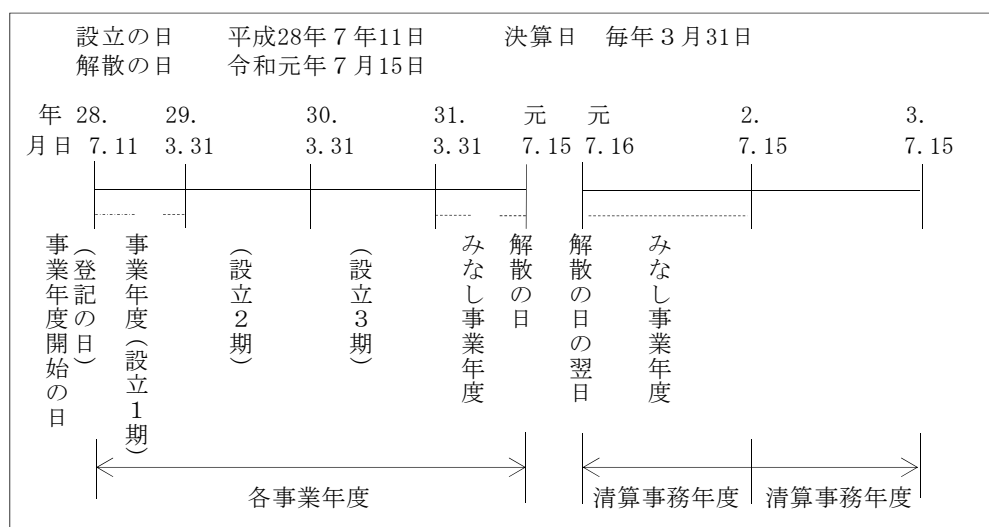 設立の日　平成28年７年11日　決算日　毎年３月31日
解散の日　令和元年７月15日
年 28. 29. 30. 31. 元 元 2. 3.
月日 7.11 3.31 3.31 3.31 7.15 7.16 7.15 7.15
事業年度開始の日
（登記の日）
事業年度（設立１期）
（設立２期）
（設立３期）
みなし事業年度
解散の日
解散の日の翌日
みなし事業年度
各事業年度　清算事務年度　清算事務年度